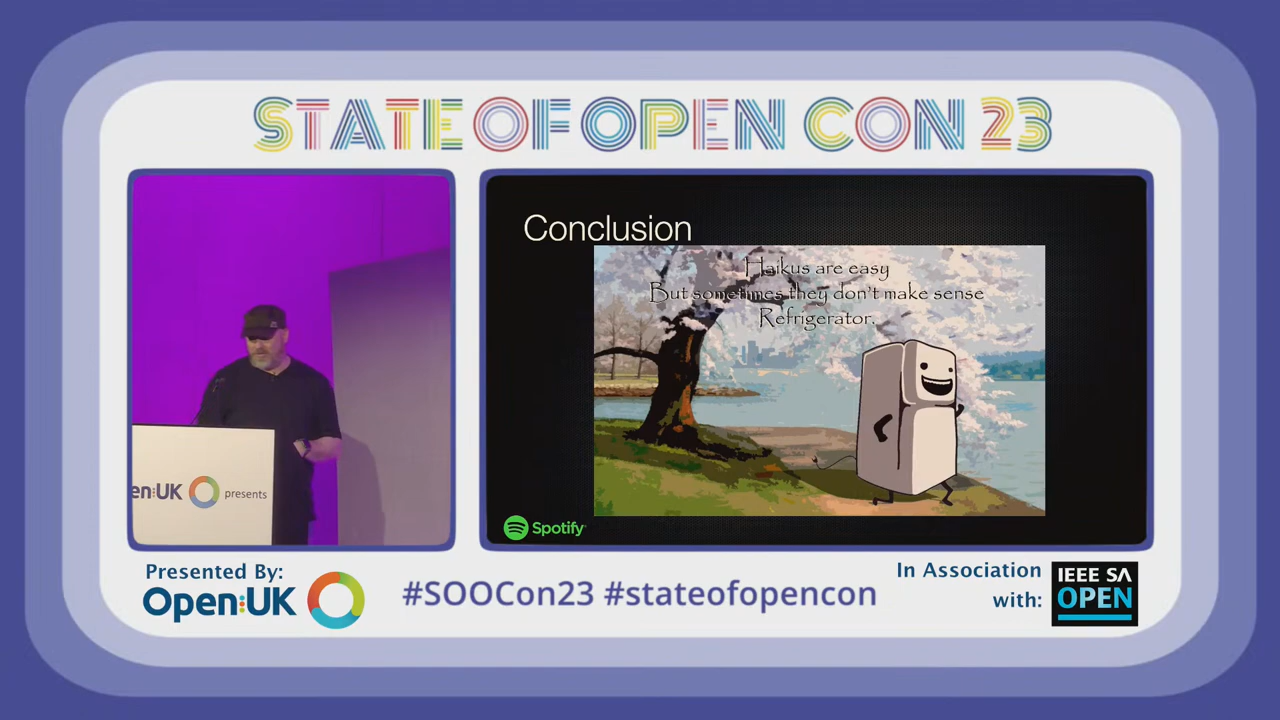 STATE OF OPEN CON 23
Conclusion
Haikus are easy
But sometimes they don't make sense
Refrigerator.
Spotify
en:UK presents
Presented By:
Open:UK
#SOOCon23 #stateofopencon
In Association
with:
IEEE SA
OPEN